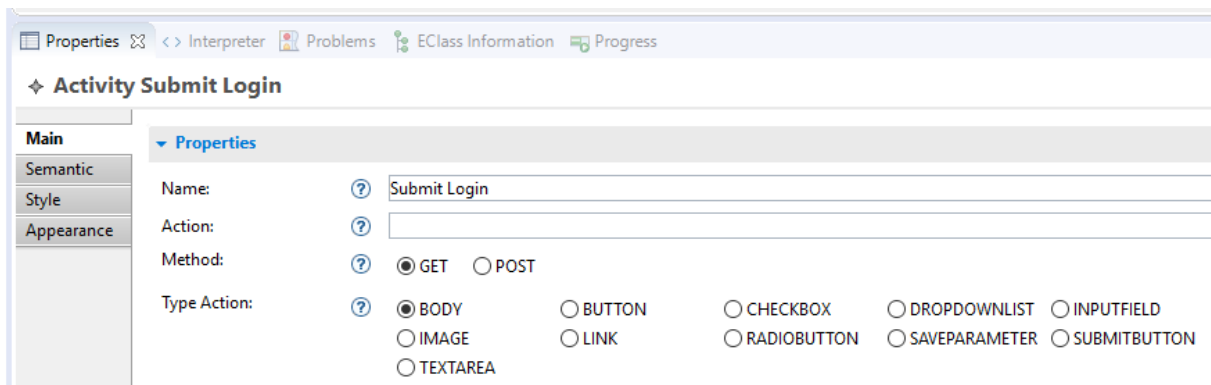 Properties Interpreter Problems EClass Information Progress
Activity Submit Login
Main
Properties
Semantic
Style
Appearance
Name: Submit Login
Action:
Method: GET POST
Type Action: BODY BUTTON CHECKBOX DROPDOWNLIST INPUTFIELD
IMAGE LINK RADIOBUTTON SAVEPARAMETER SUBMITBUTTON
TEXTAREA